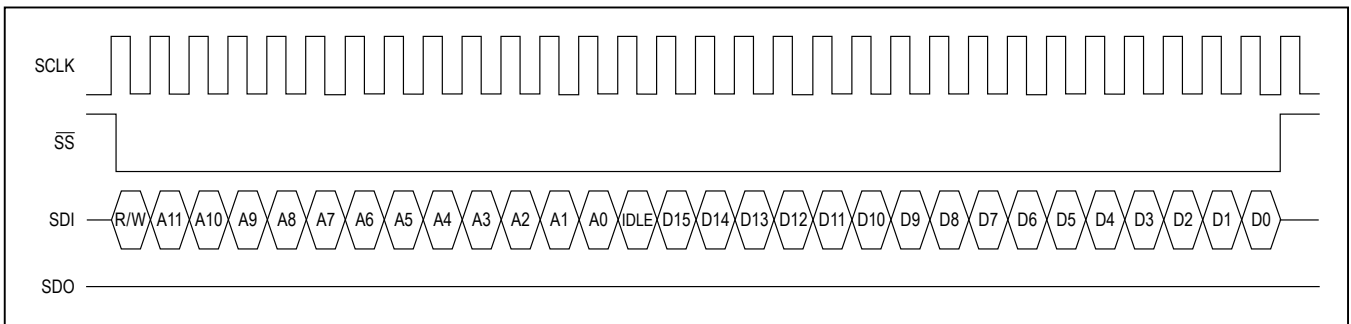 SCLK
SS
SDI R/W A11 A10 A9 A8 A7 A6 A5 A4 A3 A2 A1 A0 IDLE D15 D14 D13 D12 D11 D10 D9 D8 D7 D6 D5 D4 D3 D2 D1 D0
SDO